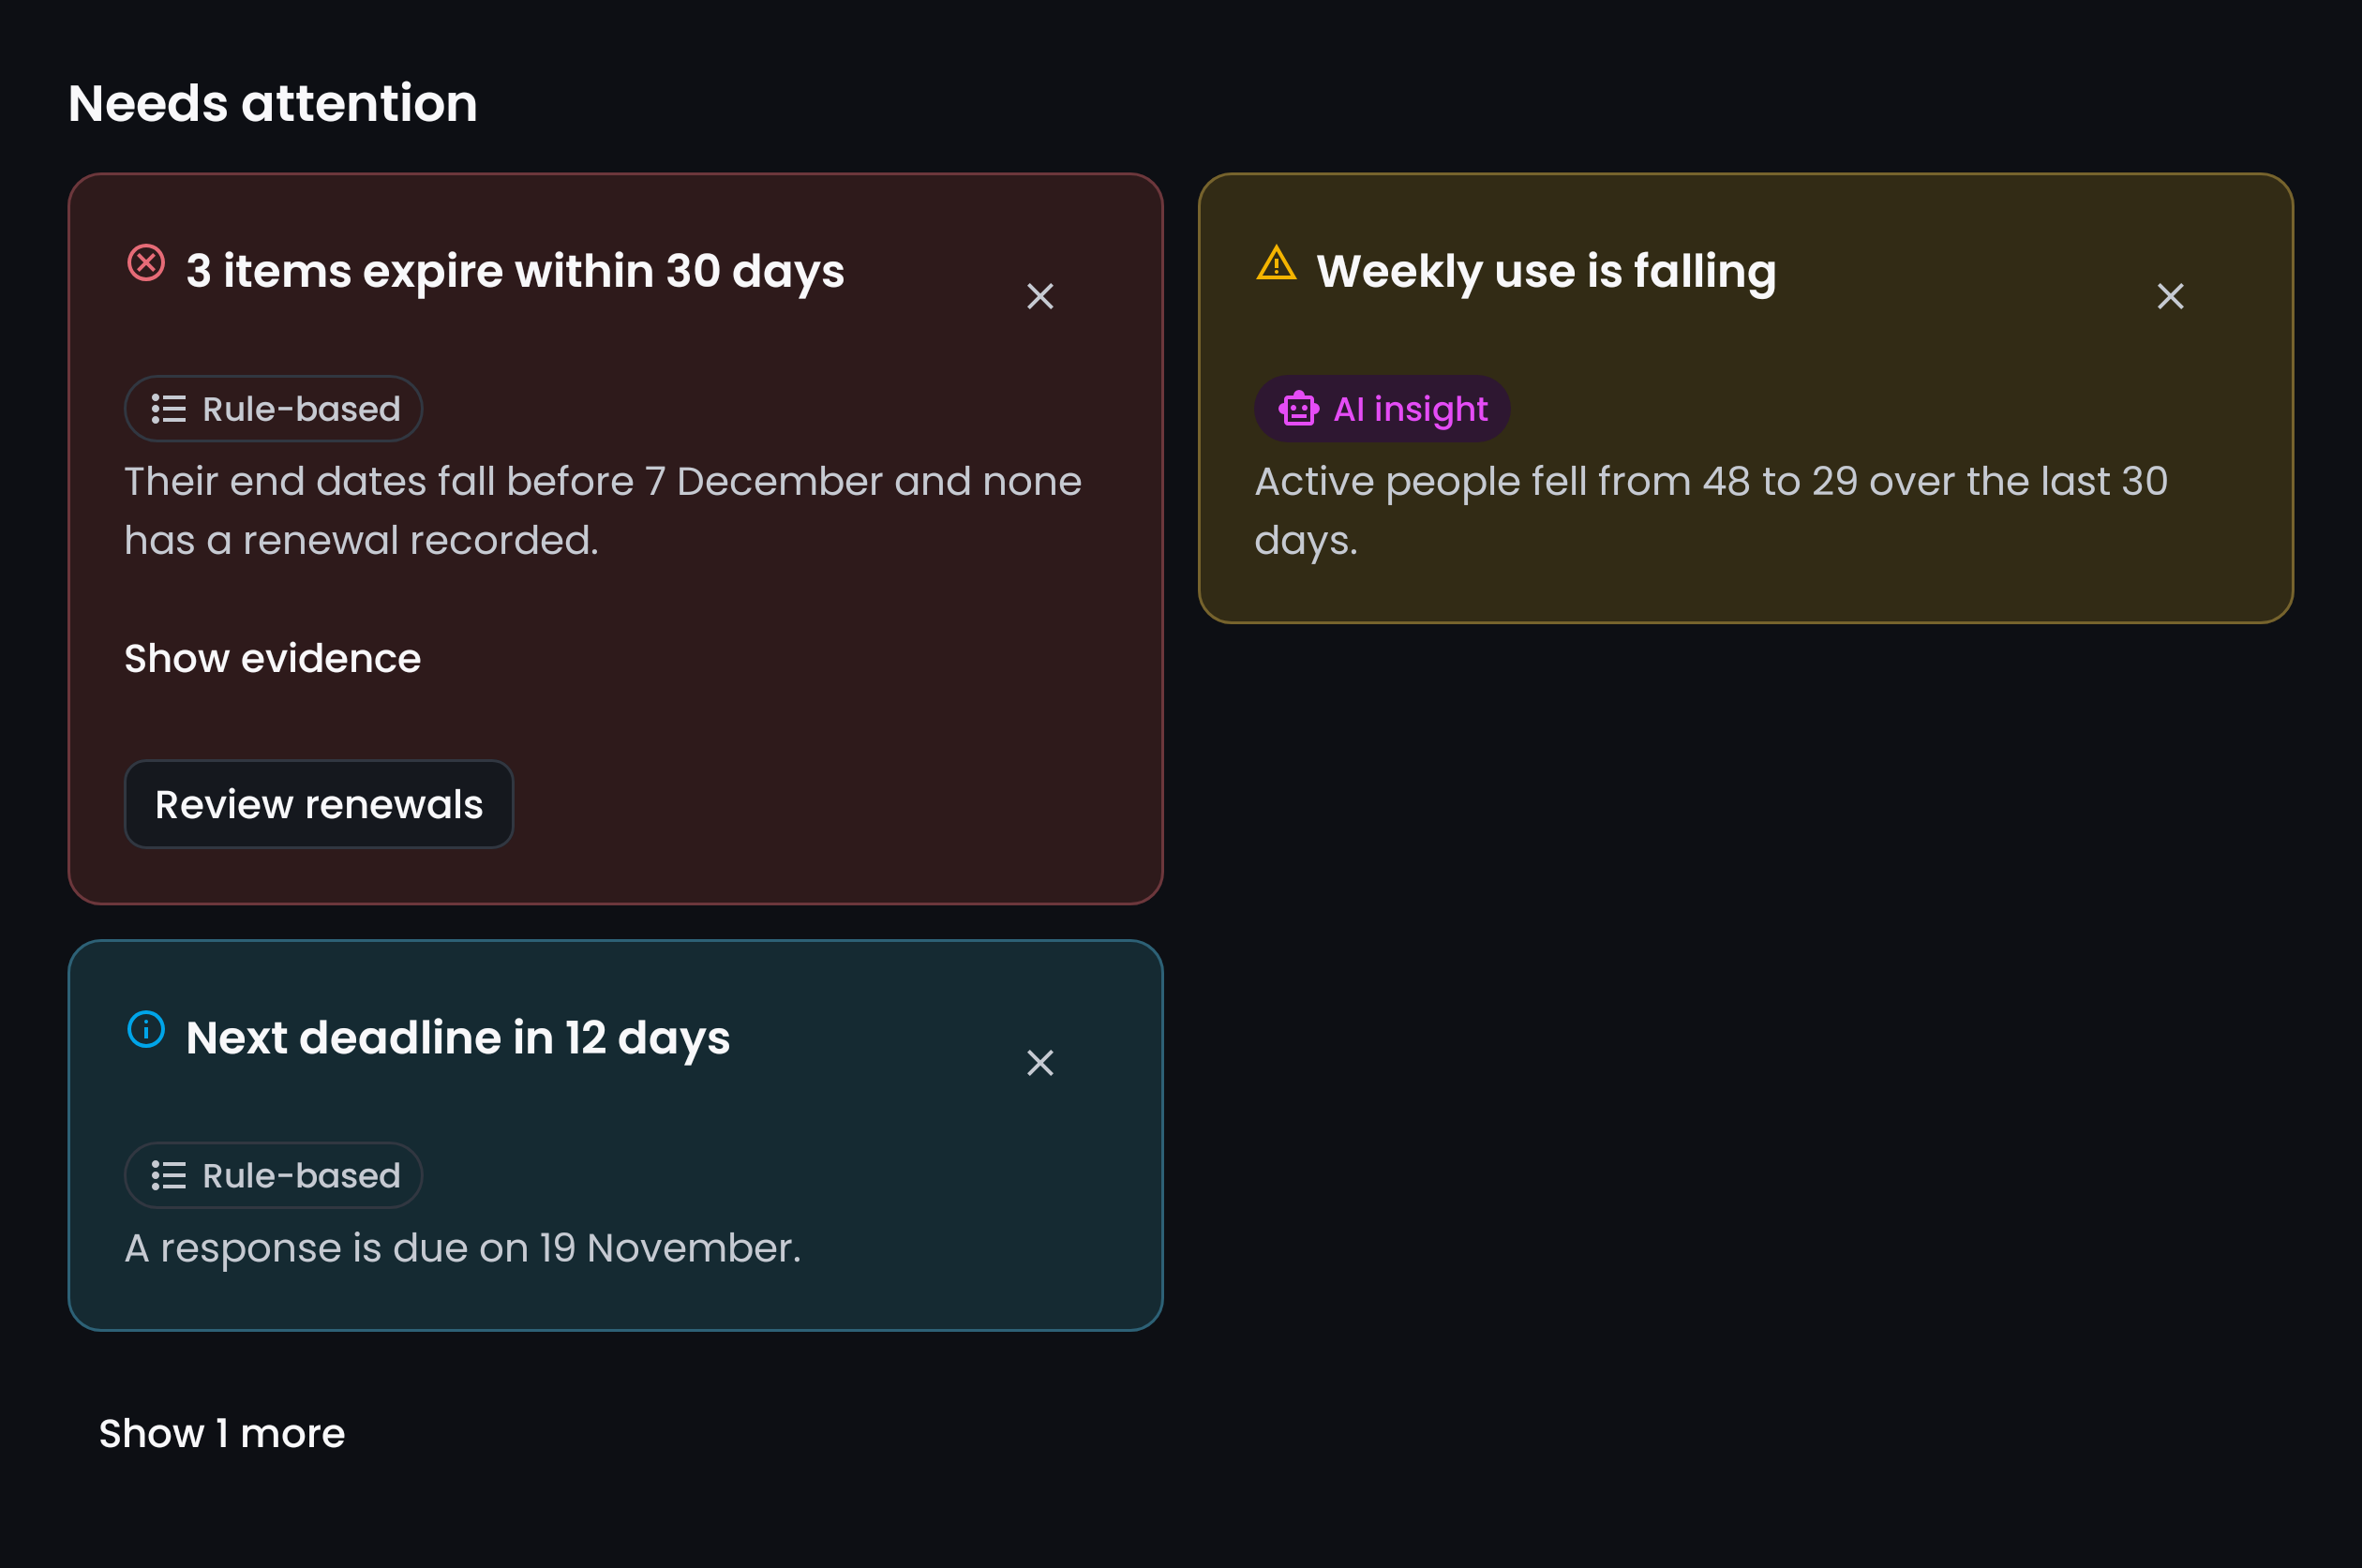 Needs attention
3 items expire within 30 days
Rule-based
Their end dates fall before 7 December and none
has a renewal recorded.
Show evidence
Review renewals
Weekly use is falling
AI insight
Active people fell from 48 to 29 over the last 30
days.
Next deadline in 12 days
Rule-based
A response is due on 19 November.
Show 1 more